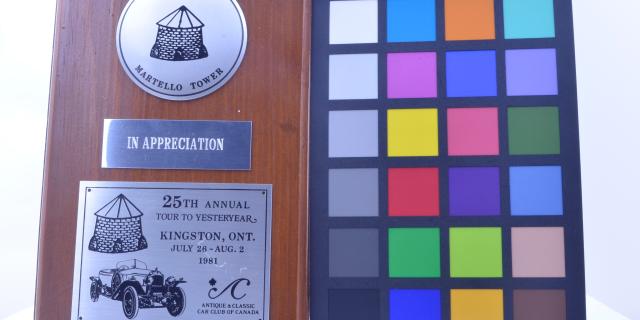 MARTELLO TOWER
IN APPRECIATION
25TH ANNUAL
TOUR TO YESTERYEAR
KINGSTON, ONT.
JULY 26 - AUG. 2
1981
ANTIQUE & CLASSIC
CAR CLUB OF CANADA